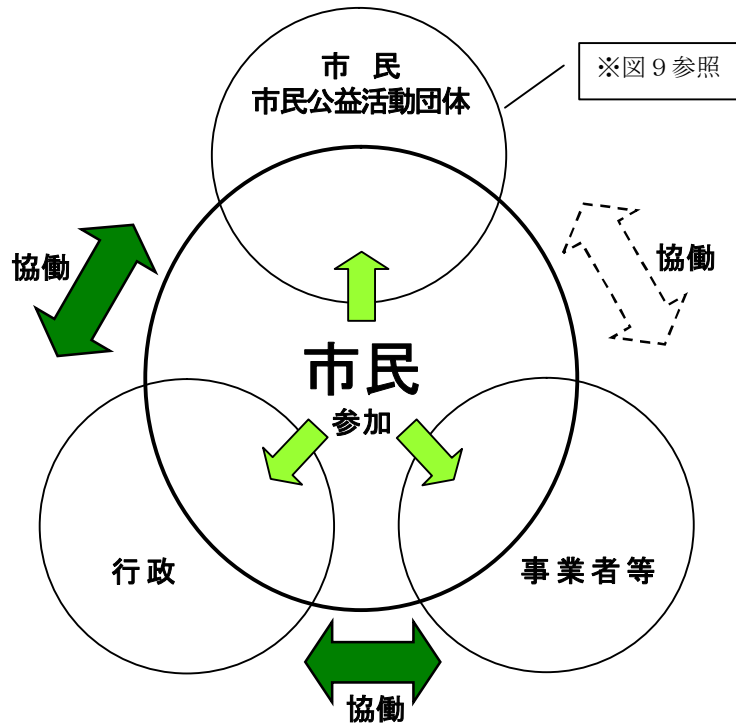 市 民
市民公益活動団体
※図９参照
協働
協働
市民
参加
行政
事業者等
協働